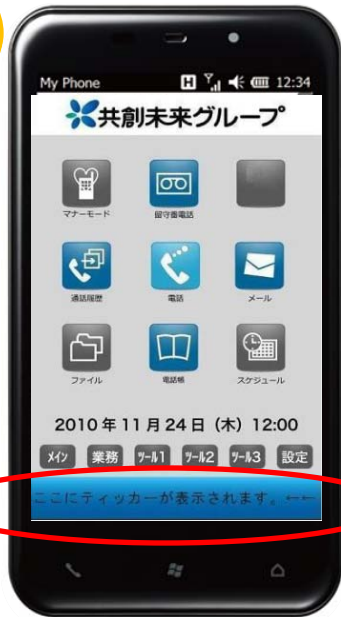 My Phone H 12:34
共創未来グループ
マナーモード 留守番電話
通話履歴 電話 メール
ファイル 電話帳 スケジュール
2010年11月24日（木）12:00
ﾒｲﾝ 業務 ﾂｰﾙ1 ﾂｰﾙ2 ﾂｰﾙ3 設定
ここにティッカーが表示されます。←←